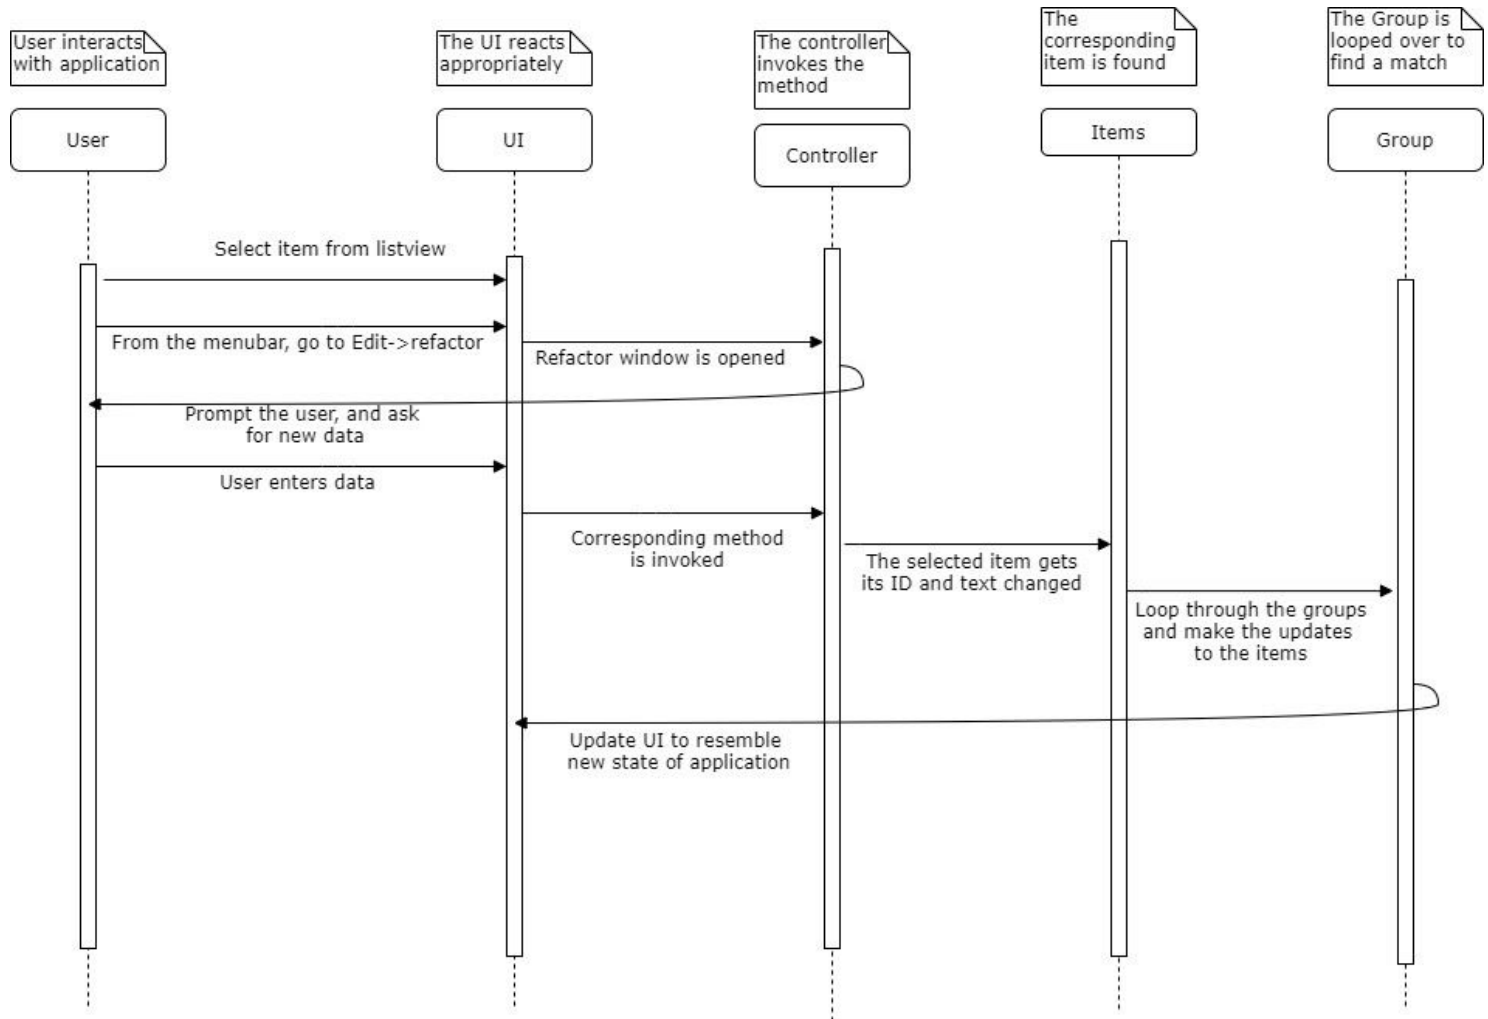 User interacts
with application
The UI reacts
appropriately
The controller
invokes the
method
The
corresponding
item is found
The Group is
looped over to
find a match
User
UI
Controller
Items
Group
Select item from listview
From the menubar, go to Edit->refactor
Refactor window is opened
Prompt the user, and ask
for new data
User enters data
Corresponding method
is invoked
The selected item gets
its ID and text changed
Loop through the groups
and make the updates
to the items
Update UI to resemble
new state of application